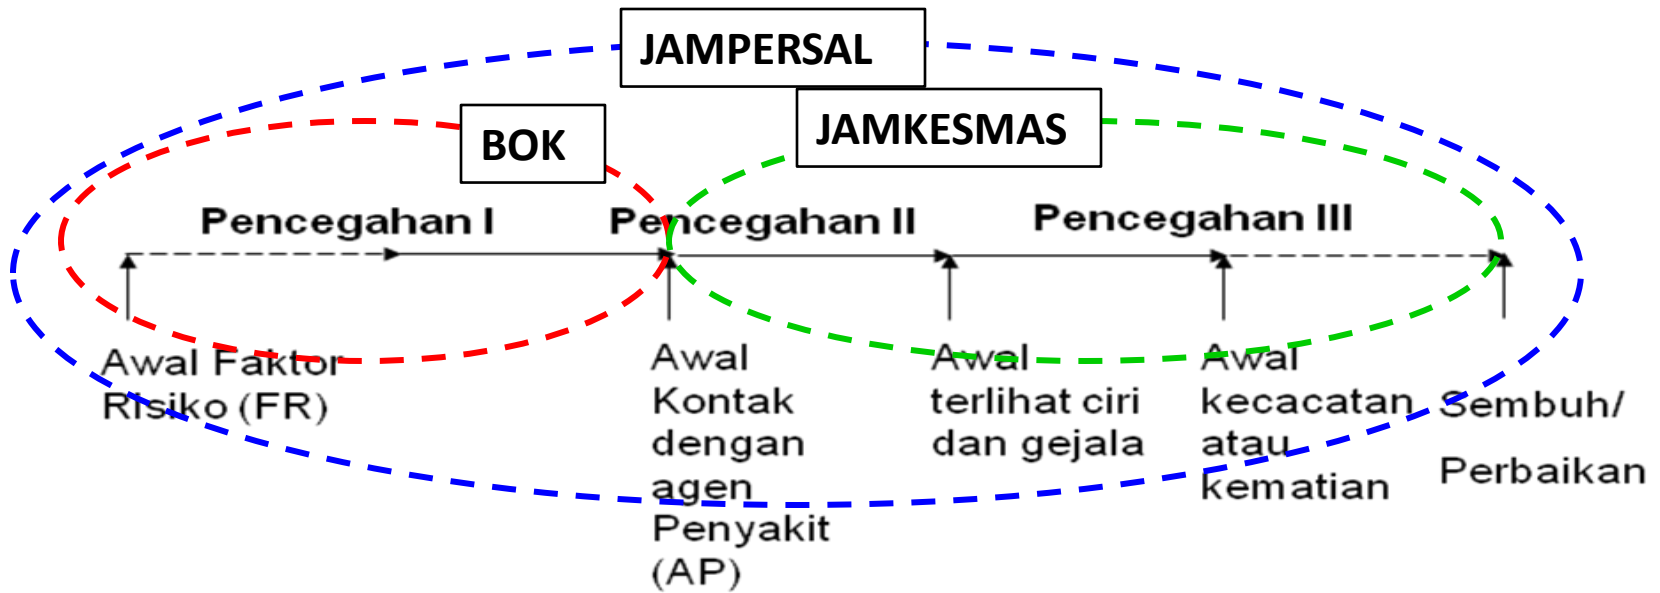 JAMPERSAL
BOK
JAMKESMAS
Pencegahan I
Pencegahan II
Pencegahan III
Awal Faktor
Risiko (FR)
Awal
Kontak
dengan
agen
Penyakit
(AP)
Awal
terlihat ciri
dan gejala
Awal
kecacatan
atau
kematian
Sembuh/
Perbaikan